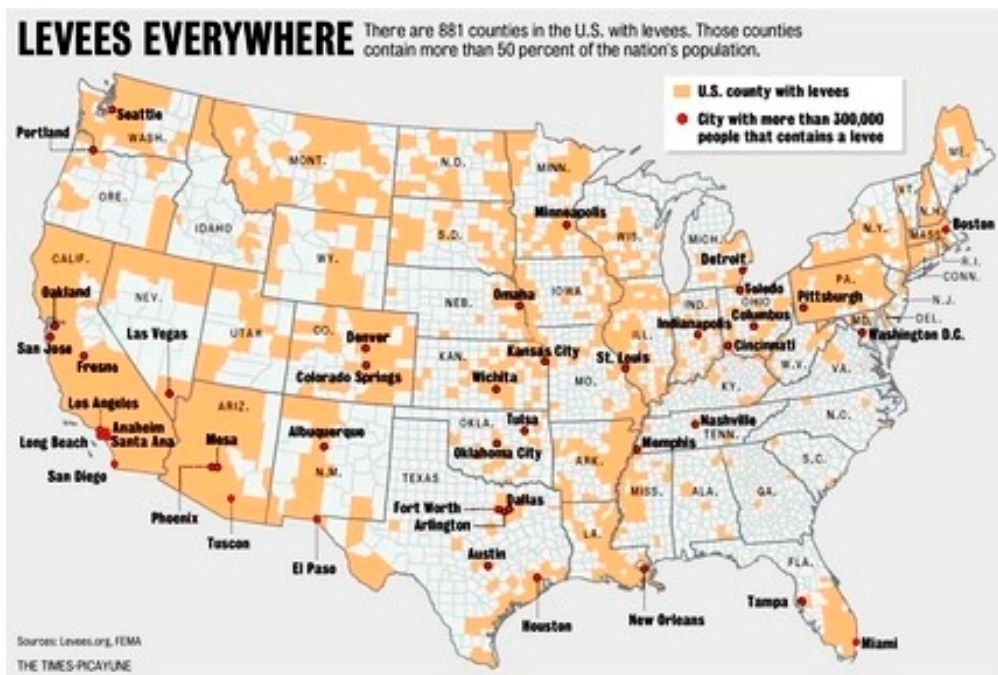 LEVEES EVERYWHERE
There are 881 counties in the U.S. with levees. Those counties
contain more than 50 percent of the nation's population.
U.S. county with levees
City with more than 300,000
people that contains a levee
Seattle
Portland
WASH.
MONT.
N.D.
MINN.
ME.
ORE.
IDAHO
Minneapolis
VT.
N.H.
Boston
S.D.
WIS.
MICH.
N.Y.
MASS.
CALIF.
WY.
Detroit
R.I.
CONN.
Oakland
NEV.
Omaha
IOWA
Toledo
PA.
Pittsburgh
N.J.
NEB.
IND.
OHIO
Columbus
MD.
DEL.
Las Vegas
UTAH
CO.
Denver
ILL.
Indianapolis
Washington D.C.
San Jose
Kansas City
St. Louis
Cincinnati
Fresno
KAN.
Colorado Springs
Wichita
MO.
W.V.
VA.
KY.
Los Angeles
ARIZ.
Anaheim
Albuquerque
OKLA.
Tulsa
Nashville
N.C.
Long Beach
Santa Ana
Mesa
Oklahoma City
Memphis
TENN.
San Diego
N.M.
TEXAS
ARK.
S.C.
MISS.
ALA.
GA.
Phoenix
Fort Worth
Dallas
Arlington
Tuscon
LA.
El Paso
Austin
FLA.
Houston
New Orleans
Tampa
Miami
Sources: Levees.org, FEMA
THE TIMES-PICAYUNE